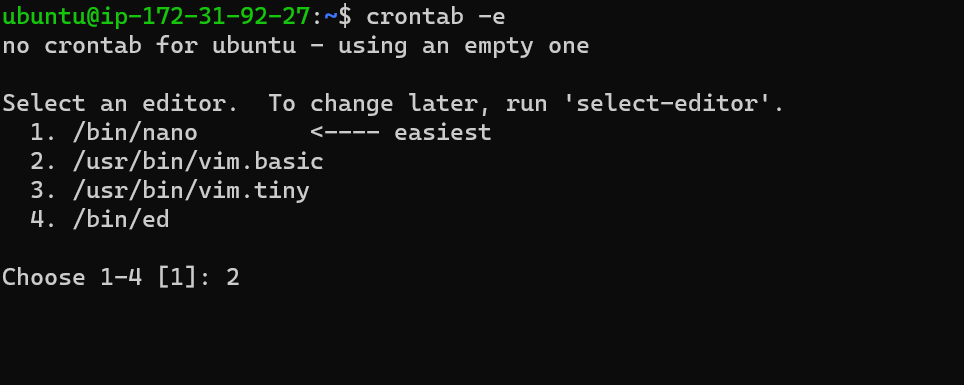 ubuntu@ip-172-31-92-27:~$ crontab -e
no crontab for ubuntu - using an empty one

Select an editor.  To change later, run 'select-editor'.
  1. /bin/nano        <---- easiest
  2. /usr/bin/vim.basic
  3. /usr/bin/vim.tiny
  4. /bin/ed

Choose 1-4 [1]: 2